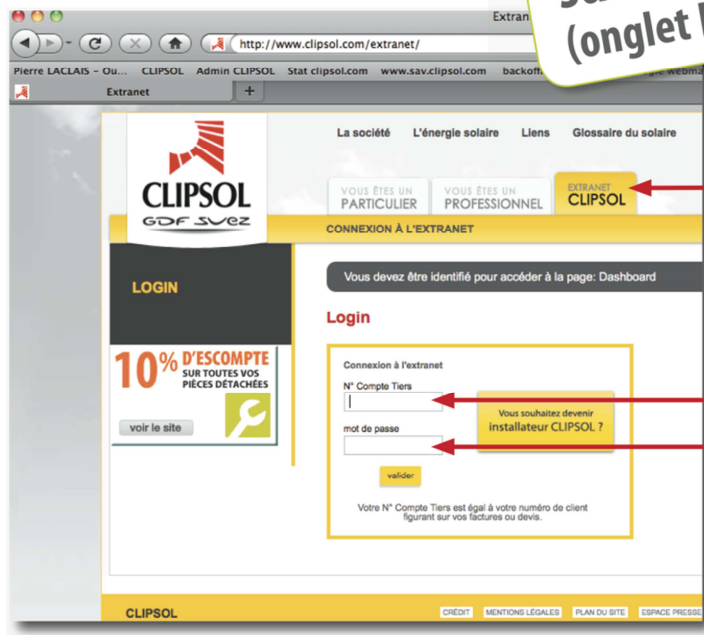 Extran
(onglet
http://www.clipsol.com/extranet/
Pierre LACLAIS - Ou... CLIPSOL Admin CLIPSOL Stat clipsol.com www.sav.clipsol.com backoff
Extranet +
La société L'énergie solaire Liens Glossaire du solaire
CLIPSOL
GDF SUEZ
VOUS ÊTES UN PARTICULIER
VOUS ÊTES UN PROFESSIONNEL
EXTRANET CLIPSOL
CONNEXION À L'EXTRANET
LOGIN
Vous devez être identifié pour accéder à la page: Dashboard
Login
10% D'ESCOMPTE
SUR TOUTES VOS
PIÈCES DÉTACHÉES
voir le site
Connexion à l'extranet
N° Compte Tiers
Vous souhaitez devenir
installateur CLIPSOL ?
mot de passe
valider
Votre N° Compte Tiers est égal à votre numéro de client
figurant sur vos factures ou devis.
CLIPSOL
CRÉDIT MENTIONS LÉGALES PLAN DU SITE ESPACE PRESSE